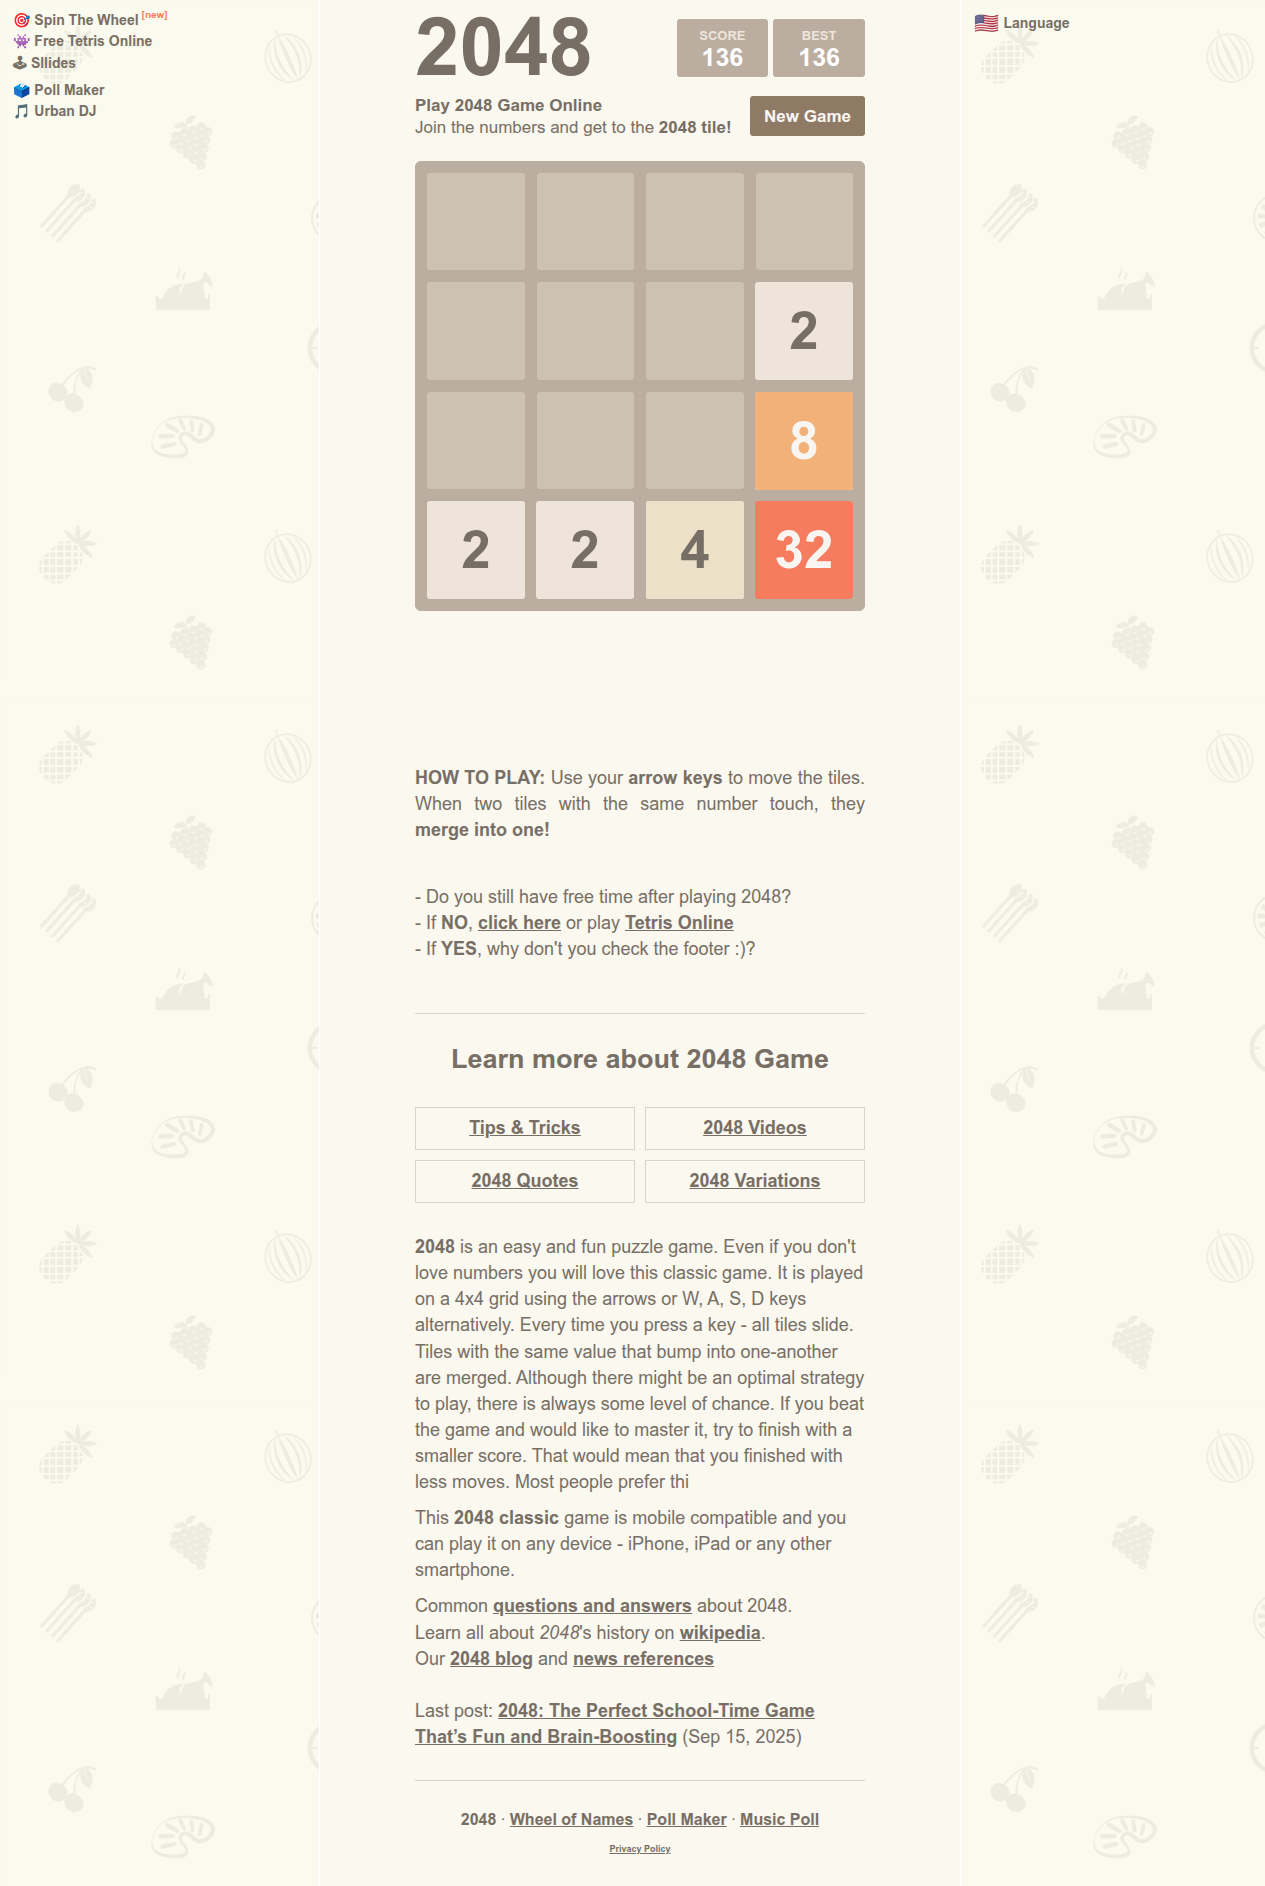 🎯 Spin The Wheel [new]
👾 Free Tetris Online
🕹 Sllides
🗳 Poll Maker
🎵 Urban DJ
2048
SCORE
136
BEST
136
Language
Play 2048 Game Online
Join the numbers and get to the 2048 tile!
New Game
2
8
2 2 4 32
HOW TO PLAY: Use your arrow keys to move the tiles.
When two tiles with the same number touch, they
merge into one!
- Do you still have free time after playing 2048?
- If NO, click here or play Tetris Online
- If YES, why don't you check the footer :)?
Learn more about 2048 Game
Tips & Tricks
2048 Videos
2048 Quotes
2048 Variations
2048 is an easy and fun puzzle game. Even if you don't
love numbers you will love this classic game. It is played
on a 4x4 grid using the arrows or W, A, S, D keys
alternatively. Every time you press a key - all tiles slide.
Tiles with the same value that bump into one-another
are merged. Although there might be an optimal strategy
to play, there is always some level of chance. If you beat
the game and would like to master it, try to finish with a
smaller score. That would mean that you finished with
less moves. Most people prefer thi
This 2048 classic game is mobile compatible and you
can play it on any device - iPhone, iPad or any other
smartphone.
Common questions and answers about 2048.
Learn all about 2048's history on wikipedia.
Our 2048 blog and news references
Last post: 2048: The Perfect School-Time Game
That’s Fun and Brain-Boosting (Sep 15, 2025)
2048 · Wheel of Names · Poll Maker · Music Poll
Privacy Policy